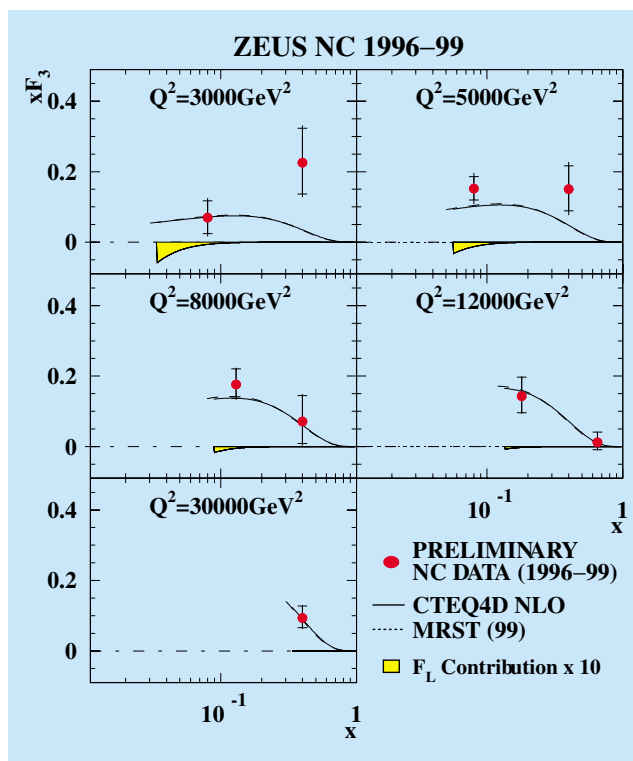 ZEUS NC 1996–99
xF₃
Q²=3000GeV²
Q²=5000GeV²
0.4
0.2
0
Q²=8000GeV²
Q²=12000GeV²
0.4
0.2
0
Q²=30000GeV²
10⁻¹
1
x
0.4
0.2
0
10⁻¹
1
x
PRELIMINARY
NC DATA (1996–99)
CTEQ4D NLO
MRST (99)
F_L Contribution x 10